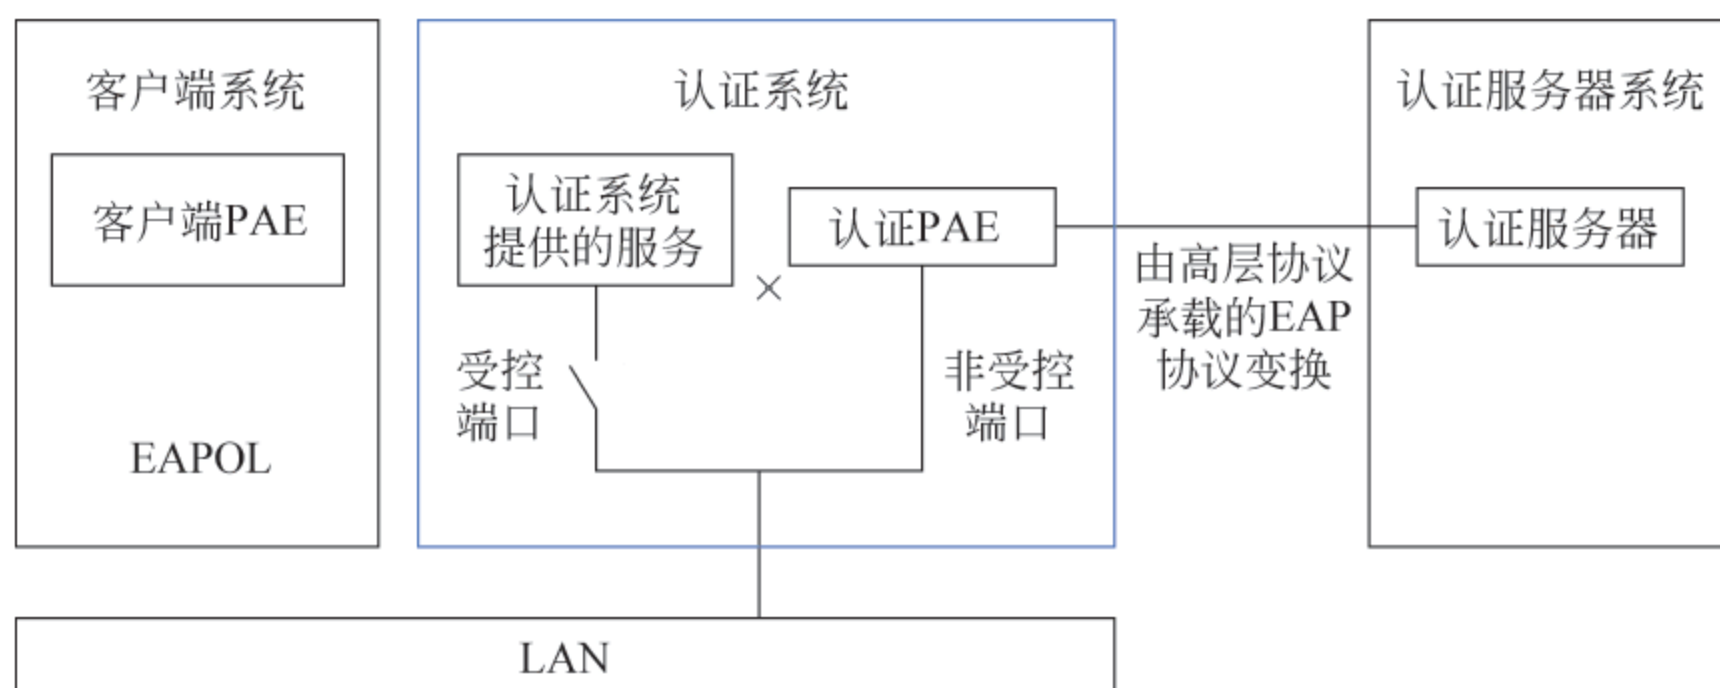 客户端系统
客户端PAE
EAPOL
认证系统
认证系统
提供的服务
认证PAE
受控
端口
非受控
端口
由高层协议
承载的EAP
协议变换
认证服务器系统
认证服务器
LAN